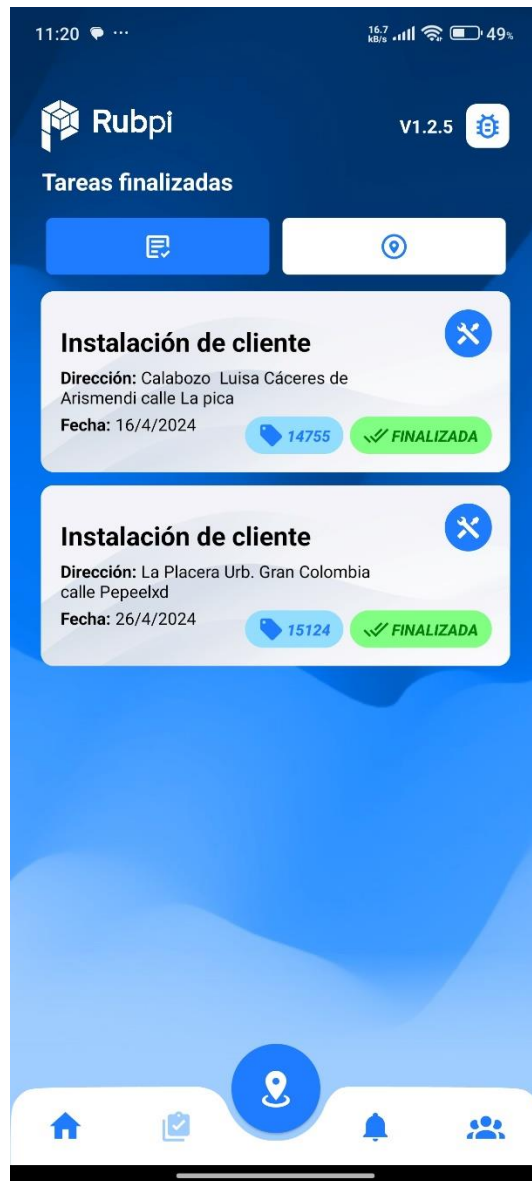 11:20
16.7
kB/s
49%
Rubpi
V1.2.5
Tareas finalizadas
Instalación de cliente
Dirección: Calabozo Luisa Cáceres de
Arismendi calle La pica
Fecha: 16/4/2024
14755
FINALIZADA
Instalación de cliente
Dirección: La Placera Urb. Gran Colombia
calle Pepeelxd
Fecha: 26/4/2024
15124
FINALIZADA